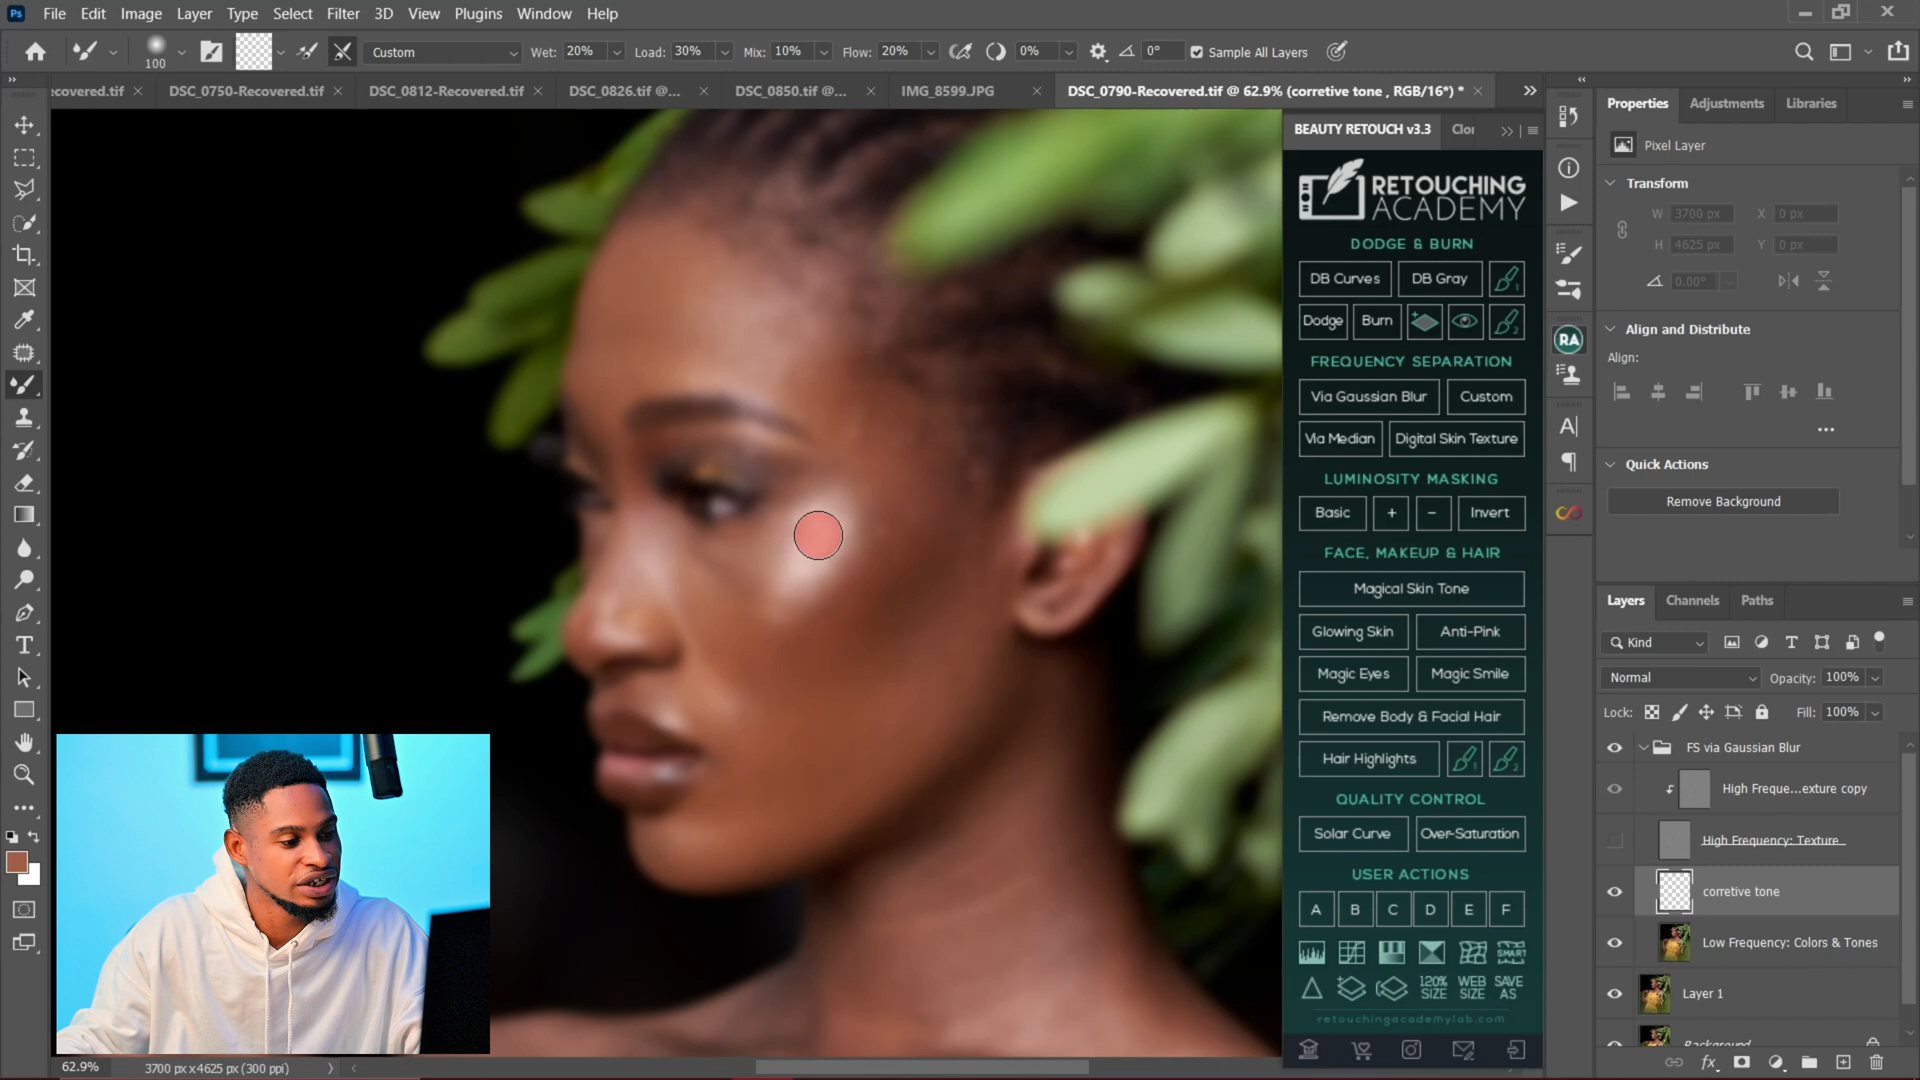 Ps File Edit Image Layer Type Select Filter 3D View Plugins Window Help
100 Custom Wet: 20% Load: 30% Mix: 10% Flow: 20% 0% 0° Sample All Layers
ecovered.tif DSC_0750-Recovered.tif DSC_0812-Recovered.tif DSC_0826.tif @... DSC_0850.tif @... IMG_8599.JPG DSC_0790-Recovered.tif @ 62.9% (corretive tone , RGB/16*) *
BEAUTY RETOUCH v3.3
RETOUCHING
ACADEMY
DODGE & BURN
DB Curves DB Gray 1
Dodge Burn 2
FREQUENCY SEPARATION
Via Gaussian Blur Custom
Via Median Digital Skin Texture
LUMINOSITY MASKING
Basic + − Invert
FACE, MAKEUP & HAIR
Magical Skin Tone
Glowing Skin Anti-Pink
Magic Eyes Magic Smile
Remove Body & Facial Hair
Hair Highlights 1 2
QUALITY CONTROL
Solar Curve Over-Saturation
USER ACTIONS
A B C D E F
SMART
120% SIZE WEB SIZE SAVE AS
retouchingacademylab.com
RA
Properties Adjustments Libraries
Pixel Layer
Transform
W 3700 px X 0 px
H 4625 px Y 0 px
0.00°
Align and Distribute
Align:
Quick Actions
Remove Background
Layers Channels Paths
Kind
Normal Opacity: 100%
Lock: Fill: 100%
FS via Gaussian Blur
High Freque...exture copy
High Frequency: Texture
corretive tone
Low Frequency: Colors & Tones
Layer 1
Background
62.9% 3700 px x 4625 px (300 ppi)